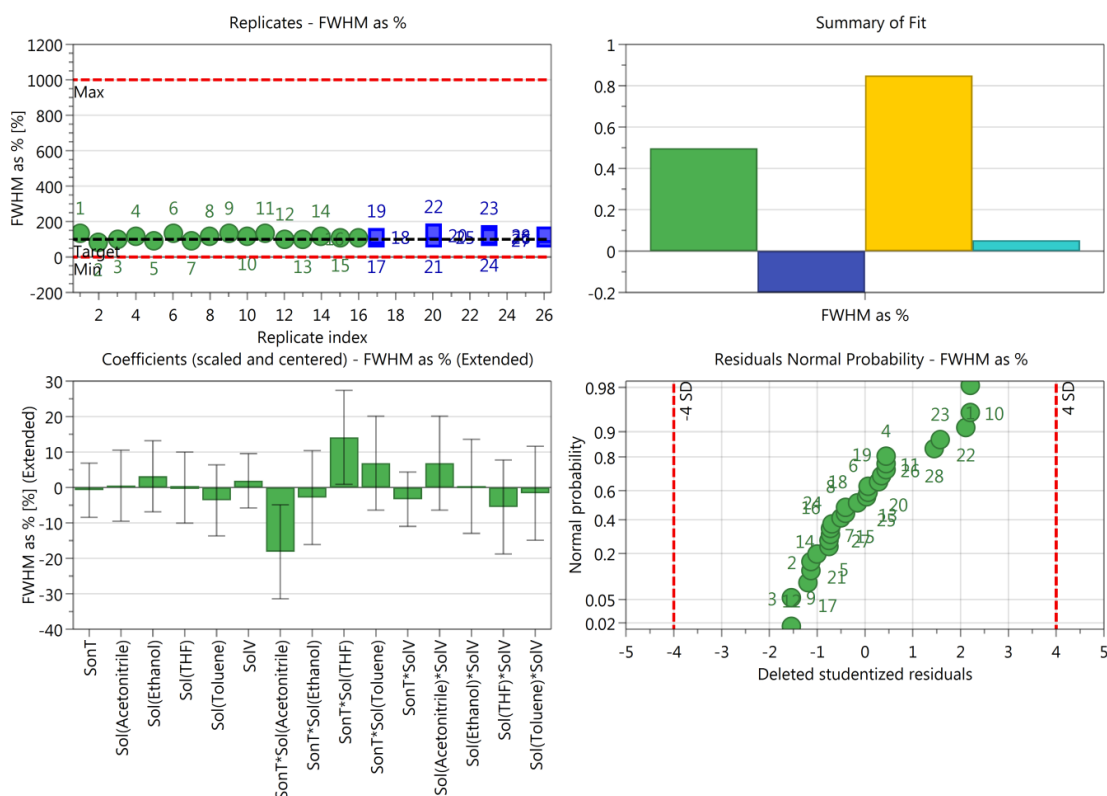 Replicates - FWHM as %
1200
1000
800
600
400
200
0
-200
FWHM as % [%]
Max
Target
Min
1
2
3
4
5
6
7
8
9
10
11
12
13
14
15
16
17
18
19
20
21
22
23
24
25
2 4 6 8 10 12 14 16 18 20 22 24 26
Replicate index
Summary of Fit
1
0.8
0.6
0.4
0.2
0
-0.2
FWHM as %
Coefficients (scaled and centered) - FWHM as % (Extended)
30
20
10
0
-10
-20
-30
-40
FWHM as % [%] (Extended)
SonT
Sol(Acetonitrile)
Sol(Ethanol)
Sol(THF)
Sol(Toluene)
SolV
SonT*Sol(Acetonitrile)
SonT*Sol(Ethanol)
SonT*Sol(THF)
SonT*Sol(Toluene)
SonT*SolV
Sol(Acetonitrile)*SolV
Sol(Ethanol)*SolV
Sol(THF)*SolV
Sol(Toluene)*SolV
Residuals Normal Probability - FWHM as %
0.98
0.9
0.8
0.6
0.4
0.2
0.05
0.02
Normal probability
-4 SD
4 SD
23
1
10
4
22
19
11
6
26
28
18
8
24
20
16
13
25
7
15
14
27
2
5
21
3
12
9
17
-5 -4 -3 -2 -1 0 1 2 3 4 5
Deleted studentized residuals